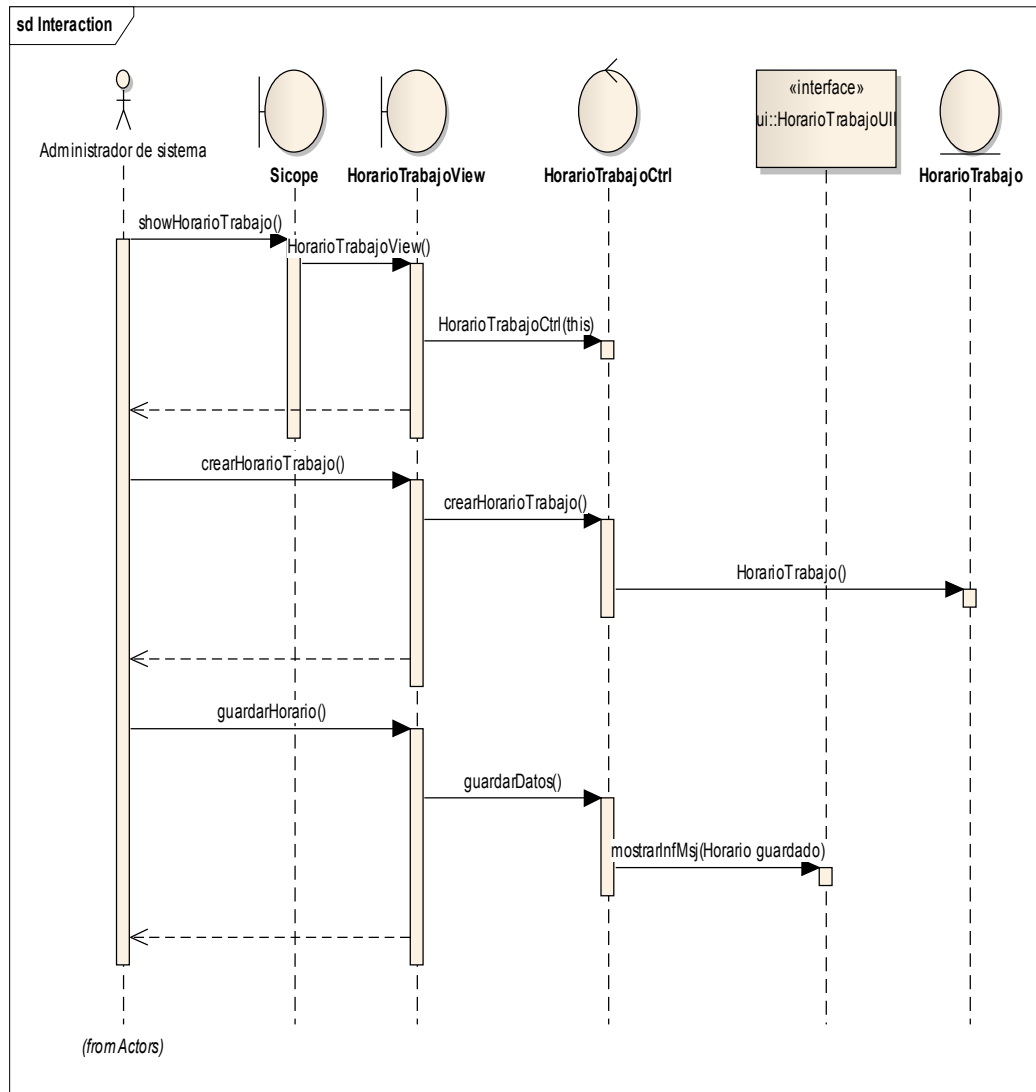 sd Interaction
Administrador de sistema
Sicope
HorarioTrabajoView
HorarioTrabajoCtrl
«interface»
ui::HorarioTrabajoUII
HorarioTrabajo
showHorarioTrabajo()
HorarioTrabajoView()
HorarioTrabajoCtrl(this)
crearHorarioTrabajo()
crearHorarioTrabajo()
HorarioTrabajo()
guardarHorario()
guardarDatos()
mostrarInfMsj(Horario guardado)
(from Actors)